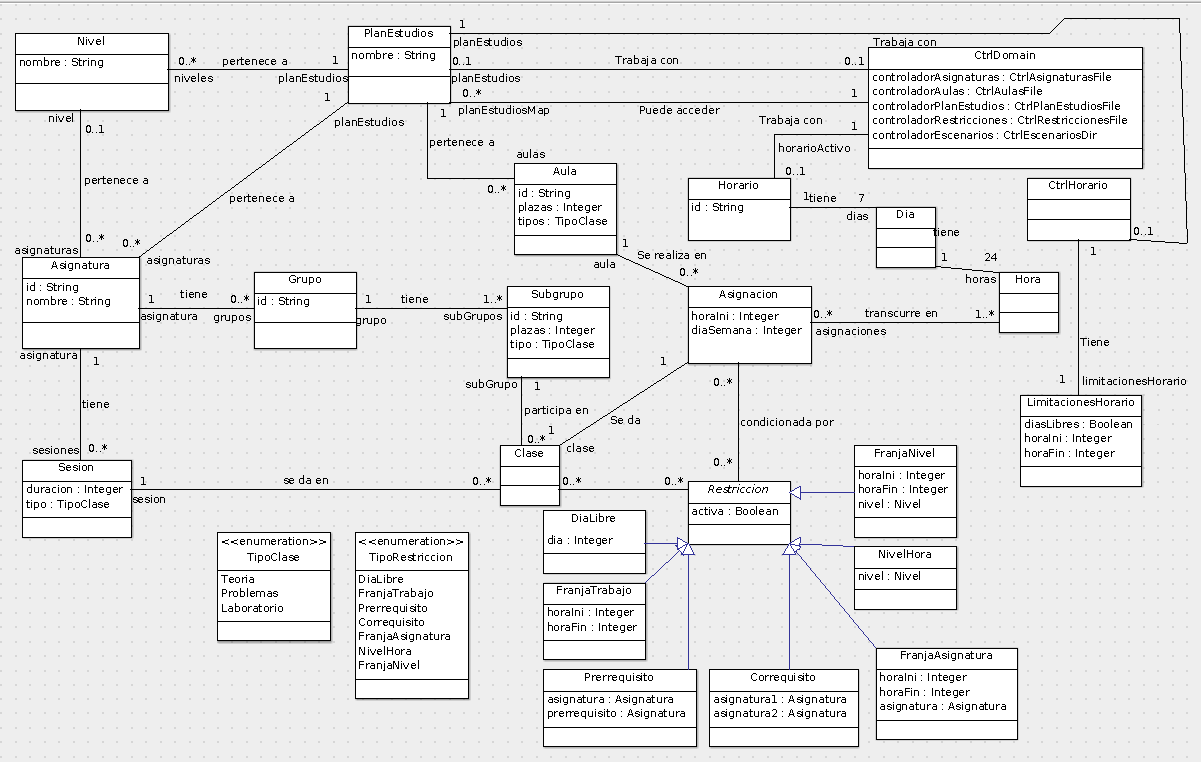 Nivel
nombre : String
0..*
niveles
pertenece a
1
planEstudios
PlanEstudios
nombre : String
1
planEstudios
Trabaja con
0..1
planEstudios
Trabaja con
0..1
0..*
planEstudiosMap
Puede acceder
1
CtrlDomain
controladorAsignaturas : CtrlAsignaturasFile
controladorAulas : CtrlAulasFile
controladorPlanEstudios : CtrlPlanEstudiosFile
controladorRestricciones : CtrlRestriccionesFile
controladorEscenarios : CtrlEscenariosDir
nivel
0..1
pertenece a
0..*
asignaturas
1
planEstudios
pertenece a
0..*
asignaturas
1
pertenece a
aulas
0..*
Aula
id : String
plazas : Integer
tipos : TipoClase
Trabaja con
1
horarioActivo
0..1
Horario
id : String
1
tiene
7
dias
Dia
tiene
1
24
horas
Hora
CtrlHorario
0..1
1
Tiene
1
limitacionesHorario
LimitacionesHorario
diasLibres : Boolean
horaIni : Integer
horaFin : Integer
Asignatura
id : String
nombre : String
1
tiene
0..*
asignatura
grupos
Grupo
id : String
1
tiene
1..*
grupo
subGrupos
Subgrupo
id : String
plazas : Integer
tipo : TipoClase
1
aula
Se realiza en
0..*
Asignacion
horaIni : Integer
diaSemana : Integer
0..*
transcurre en
1..*
asignaciones
asignatura
1
tiene
sesiones
0..*
subGrupo
1
participa en
0..*
1
Se da
1
clase
0..*
condicionada por
0..*
Clase
Sesion
duracion : Integer
tipo : TipoClase
1
sesion
se da en
0..*
0..*
0..*
Restriccion
activa : Boolean
FranjaNivel
horaIni : Integer
horaFin : Integer
nivel : Nivel
<<enumeration>>
TipoClase
Teoria
Problemas
Laboratorio
<<enumeration>>
TipoRestriccion
DiaLibre
FranjaTrabajo
Prerrequisito
Correquisito
FranjaAsignatura
NivelHora
FranjaNivel
DiaLibre
dia : Integer
NivelHora
nivel : Nivel
FranjaTrabajo
horaIni : Integer
horaFin : Integer
Prerrequisito
asignatura : Asignatura
prerrequisito : Asignatura
Correquisito
asignatura1 : Asignatura
asignatura2 : Asignatura
FranjaAsignatura
horaIni : Integer
horaFin : Integer
asignatura : Asignatura